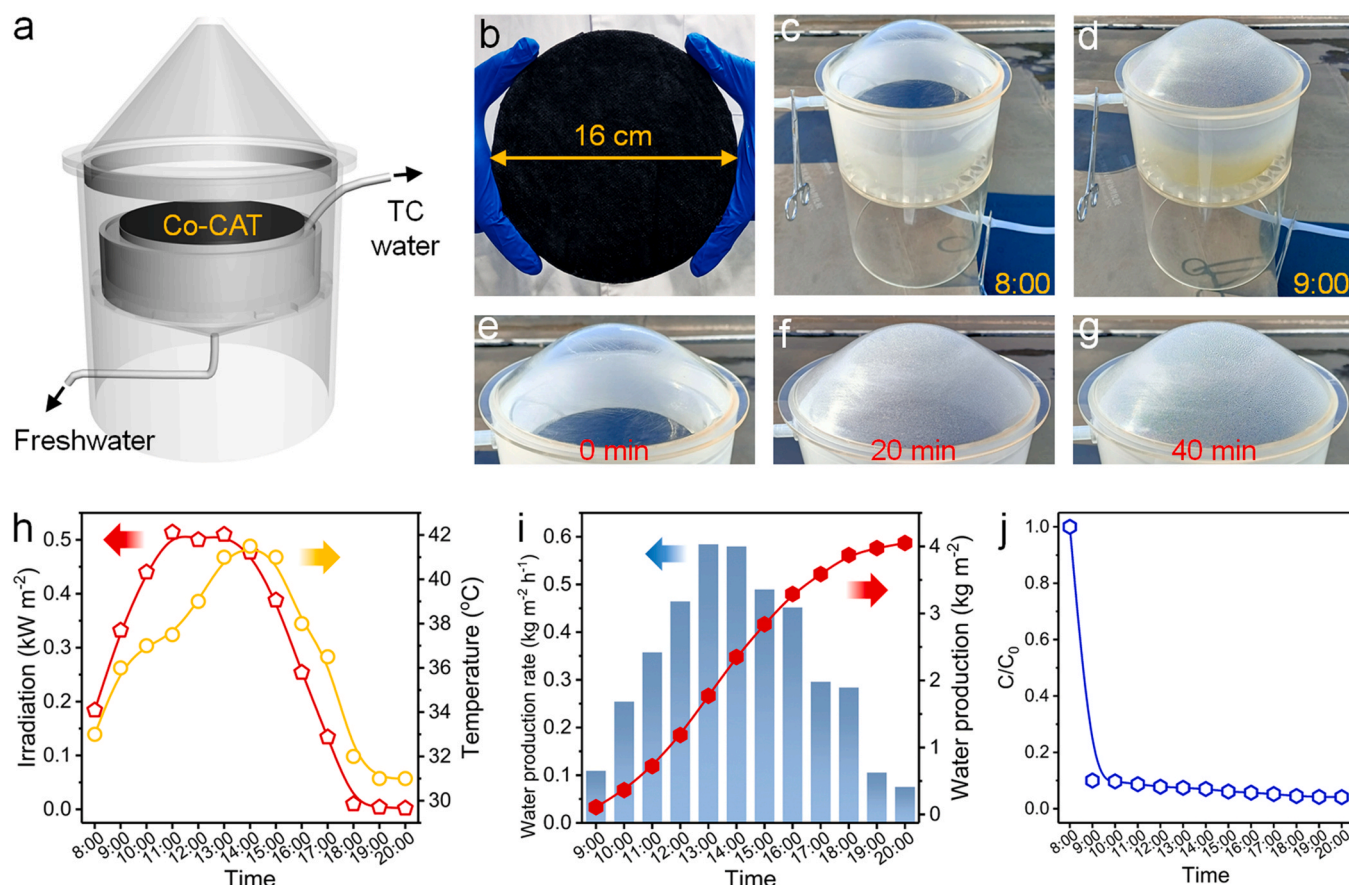 a
Co-CAT
TC
water
Freshwater
b
16 cm
c
8:00
d
9:00
e
0 min
f
20 min
g
40 min
h
Irradiation (kW m⁻²)
0.5
0.4
0.3
0.2
0.1
0.0
42
41
39
38
36
34
33
32
30
Temperature (°C)
8:00
9:00
10:00
11:00
12:00
13:00
14:00
15:00
16:00
17:00
18:00
19:00
20:00
Time
i
Water production rate (kg m⁻² h⁻¹)
0.6
0.5
0.4
0.3
0.2
0.1
0.0
4
3
2
1
0
Water production (kg m⁻²)
9:00
10:00
11:00
12:00
13:00
14:00
15:00
16:00
17:00
18:00
19:00
20:00
Time
j
C/C₀
1.0
0.8
0.6
0.4
0.2
0.0
8:00
9:00
10:00
11:00
12:00
13:00
14:00
15:00
16:00
17:00
18:00
19:00
20:00
Time